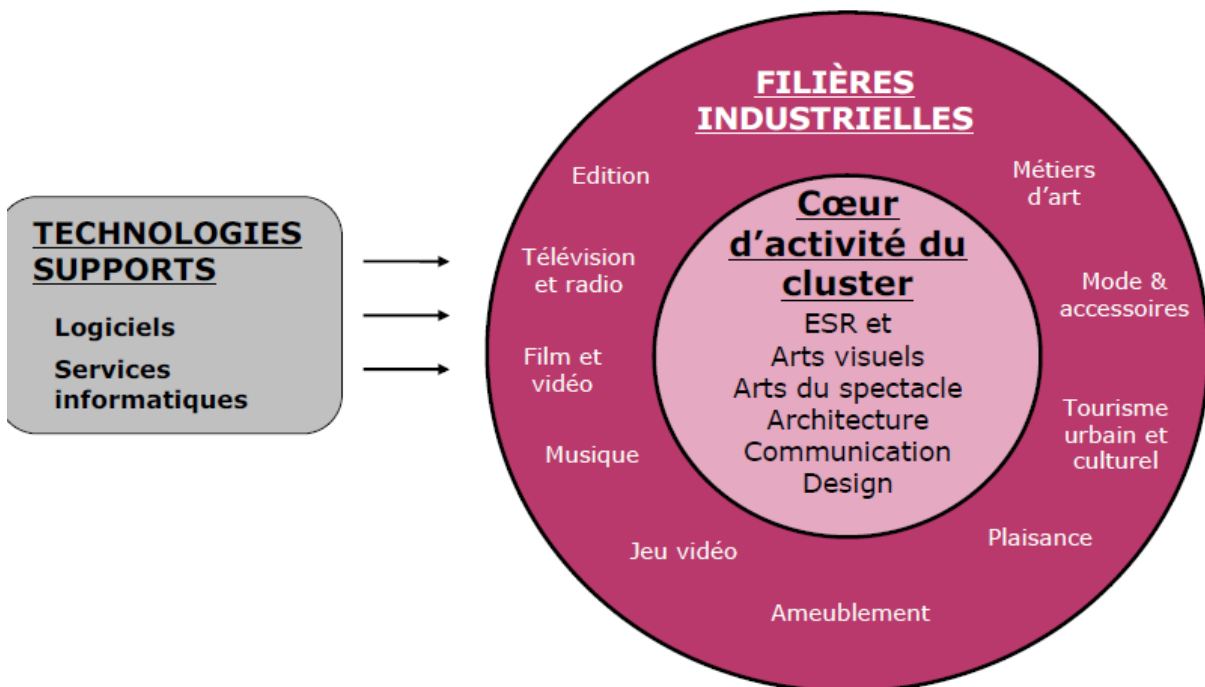 TECHNOLOGIES
SUPPORTS
Logiciels
Services
informatiques
FILIÈRES
INDUSTRIELLES
Edition
Télévision
et radio
Film et
vidéo
Musique
Jeu vidéo
Ameublement
Plaisance
Tourisme
urbain et
culturel
Mode &
accessoires
Métiers
d’art
Cœur
d’activité du
cluster
ESR et
Arts visuels
Arts du spectacle
Architecture
Communication
Design